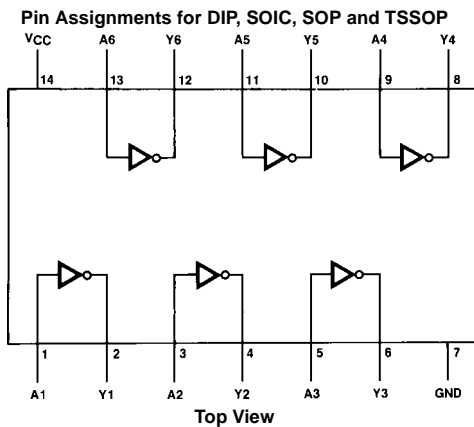 Pin Assignments for DIP, SOIC, SOP and TSSOP
VCC A6 Y6 A5 Y5 A4 Y4
14 13 12 11 10 9 8
1 2 3 4 5 6 7
A1 Y1 A2 Y2 A3 Y3 GND
Top View